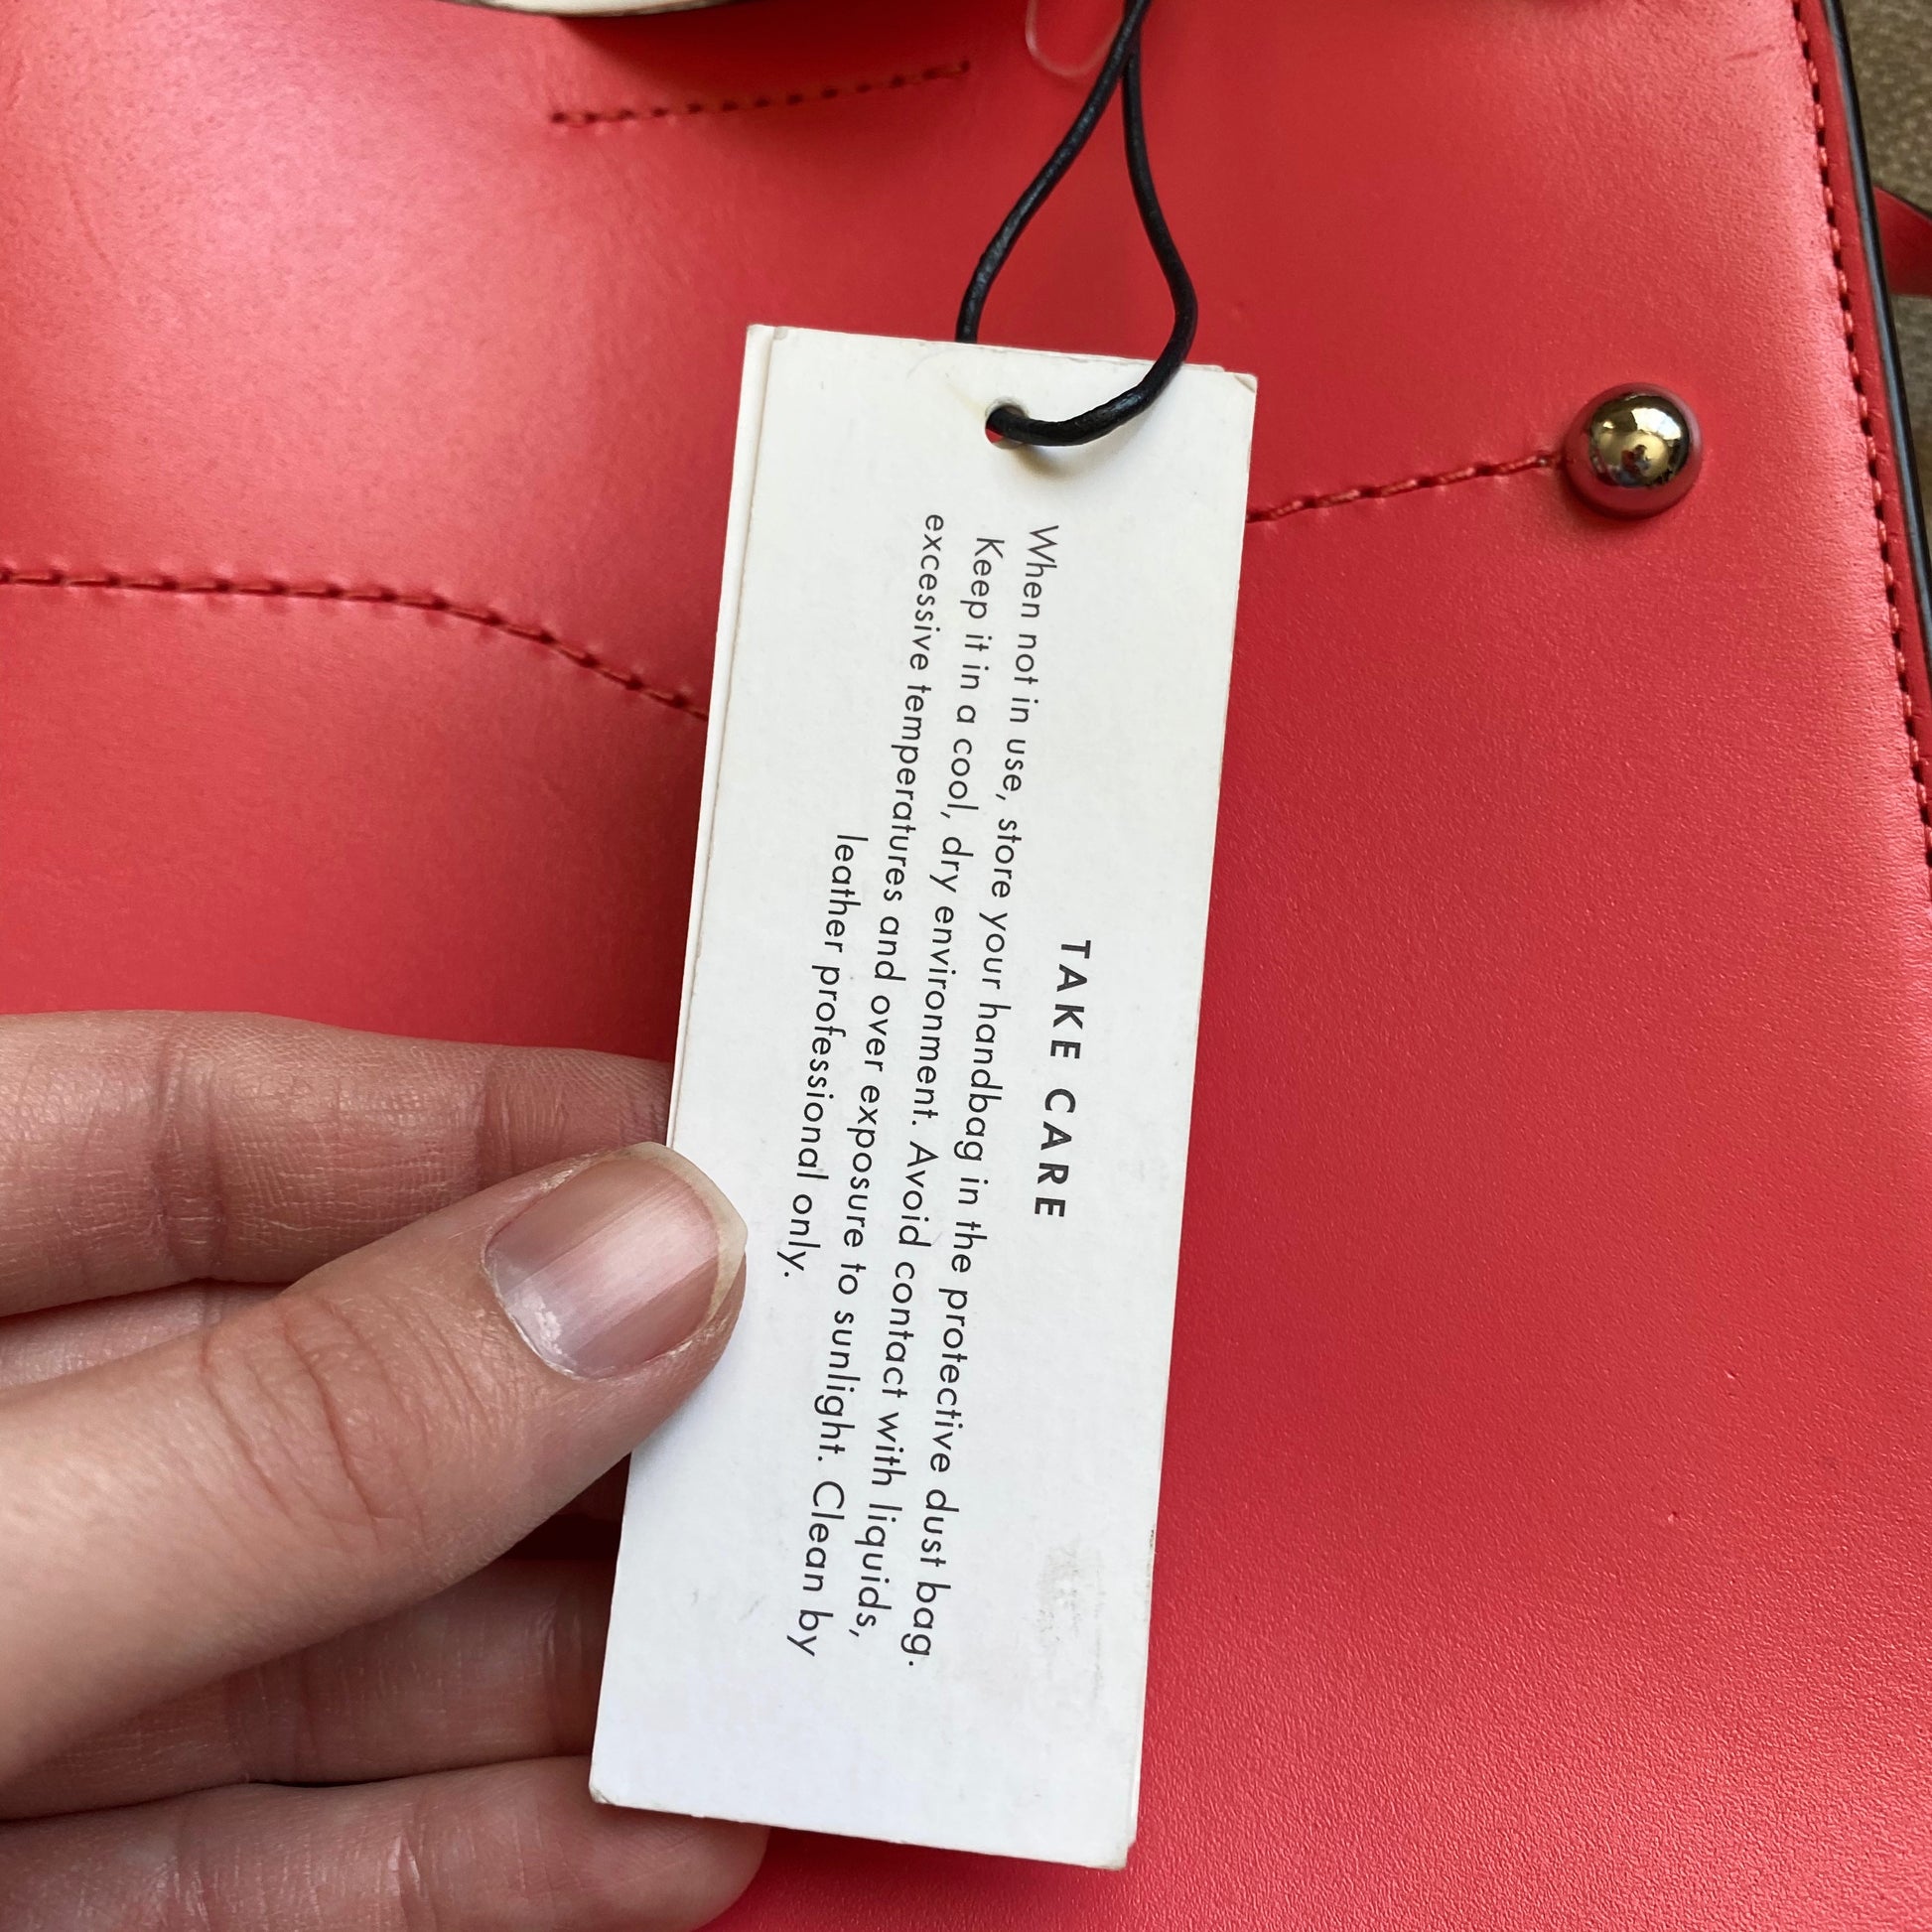 TAKE CARE
When not in use, store your handbag in the protective dust bag.
Keep it in a cool, dry environment. Avoid contact with liquids,
excessive temperatures and over exposure to sunlight. Clean by
leather professional only.